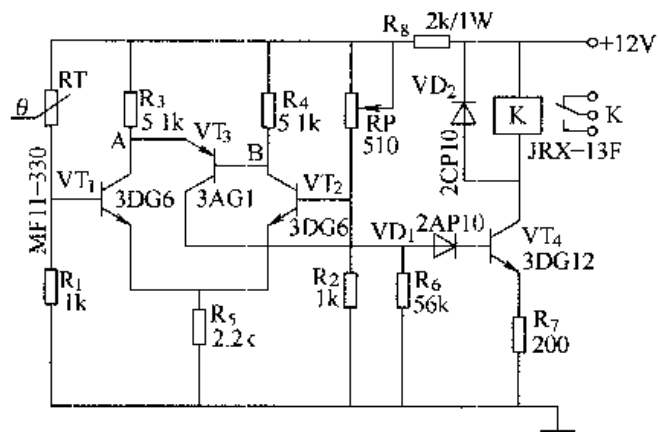 R8 2k/1W
+12V
RT
θ
MF11-330
R3
5 1k
R4
5 1k
RP
510
VD2
2CP10
K
K
JRX-13F
A
B
VT3
3AG1
VT1
3DG6
VT2
3DG6
VD1 2AP10
VT4
3DG12
R1
1k
R5
2.2k
R2
1k
R6
56k
R7
200